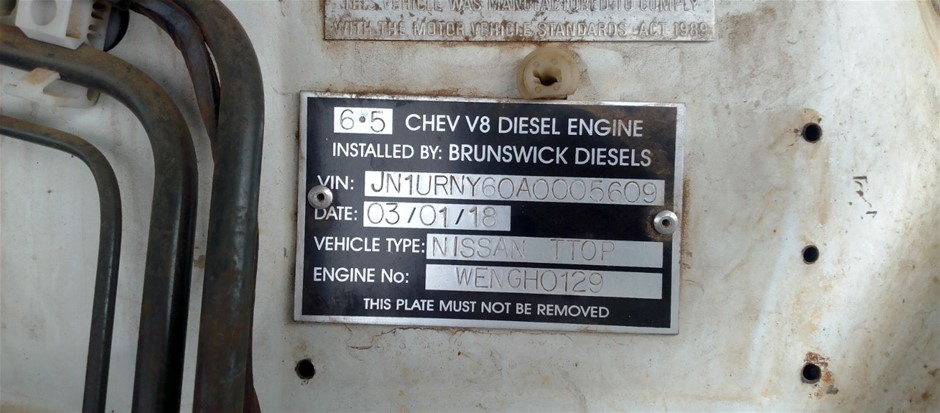 THIS VEHICLE WAS MANUFACTURED TO COMPLY
WITH THE MOTOR VEHICLE STANDARDS ACT 1989
6•5 CHEV V8 DIESEL ENGINE
INSTALLED BY: BRUNSWICK DIESELS
VIN: JN1URNY60A0005609
DATE: 03/01/18
VEHICLE TYPE: NISSAN TTOP
ENGINE No: WENGHO129
THIS PLATE MUST NOT BE REMOVED